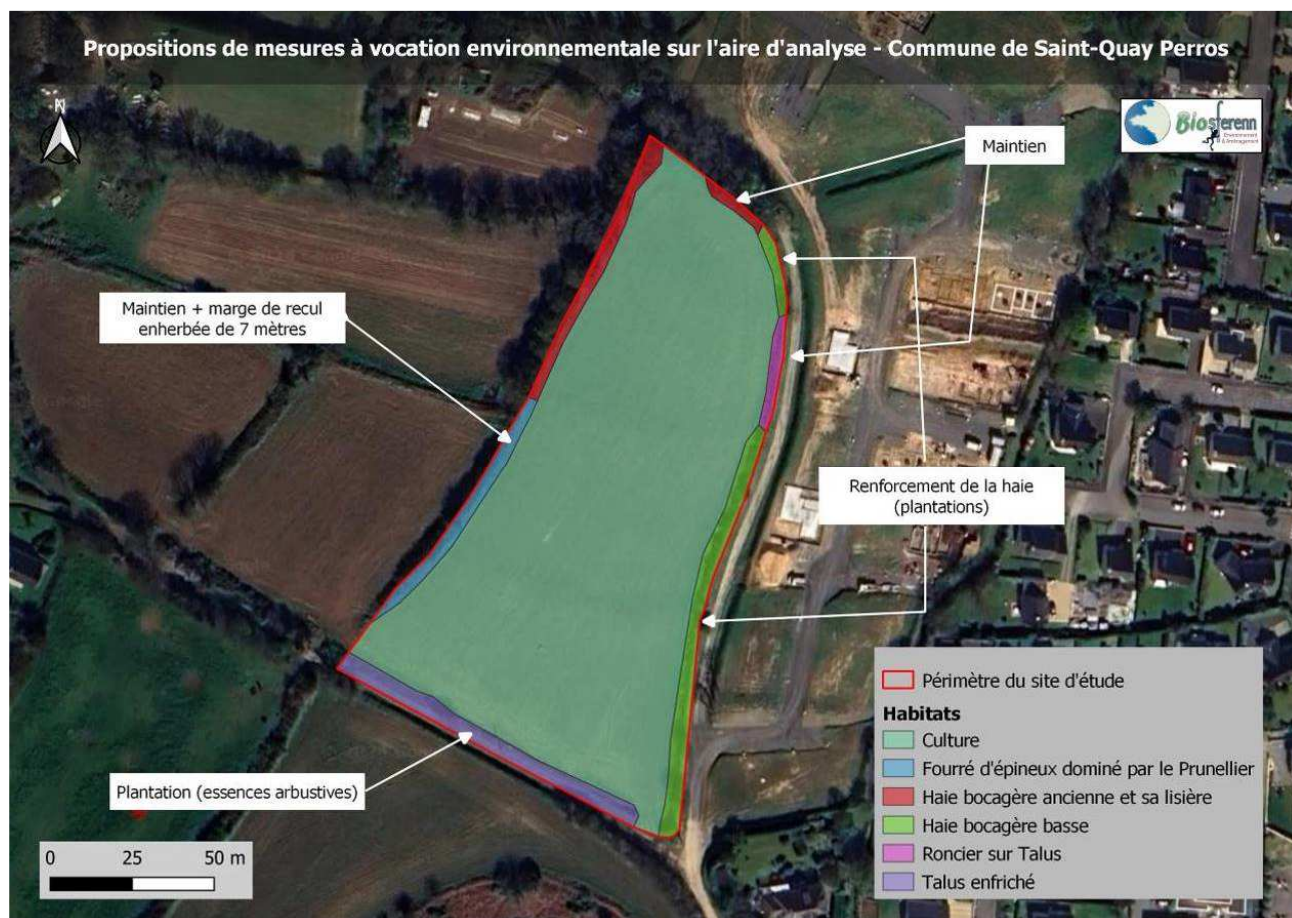 Propositions de mesures à vocation environnementale sur l'aire d'analyse - Commune de Saint-Quay Perros
N
Biosterenn
Environnement
& Aménagement
Maintien
Maintien + marge de recul
enherbée de 7 mètres
Renforcement de la haie
(plantations)
Plantation (essences arbustives)
Périmètre du site d'étude
Habitats
Culture
Fourré d'épineux dominé par le Prunellier
Haie bocagère ancienne et sa lisière
Haie bocagère basse
Roncier sur Talus
Talus enfriché
0 25 50 m